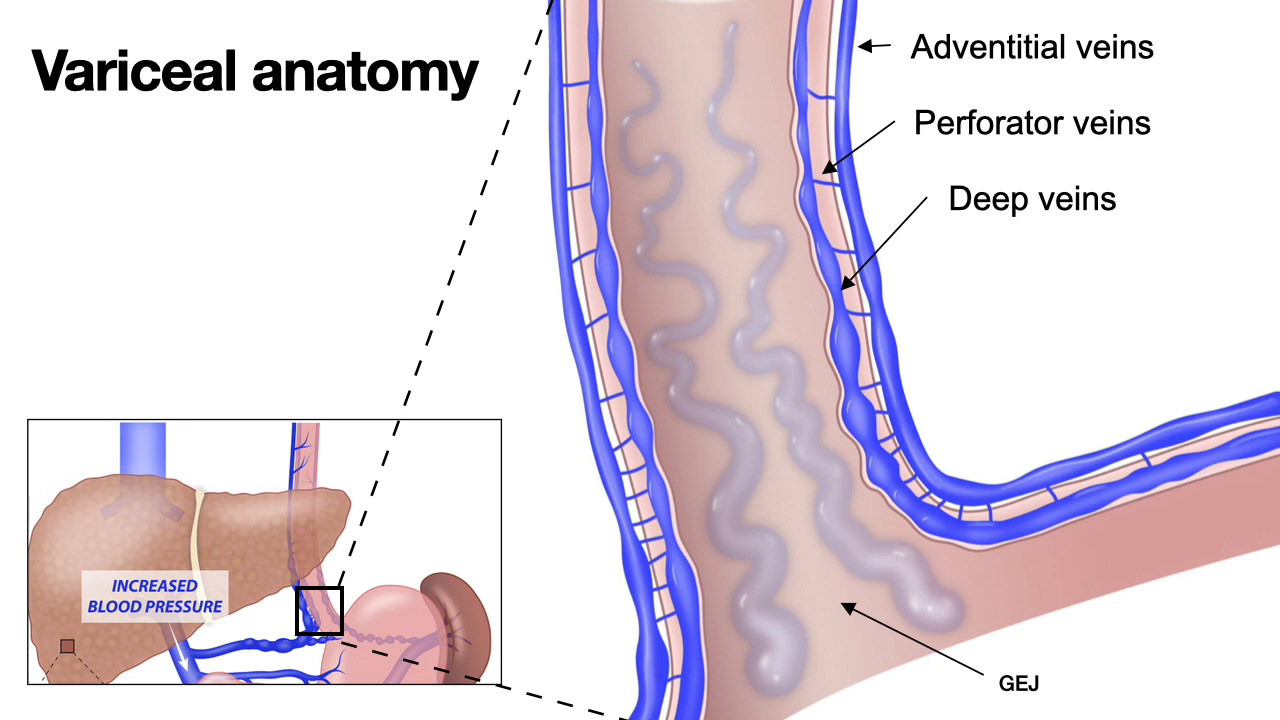 Variceal anatomy
Adventitial veins
Perforator veins
Deep veins
INCREASED
BLOOD PRESSURE
GEJ